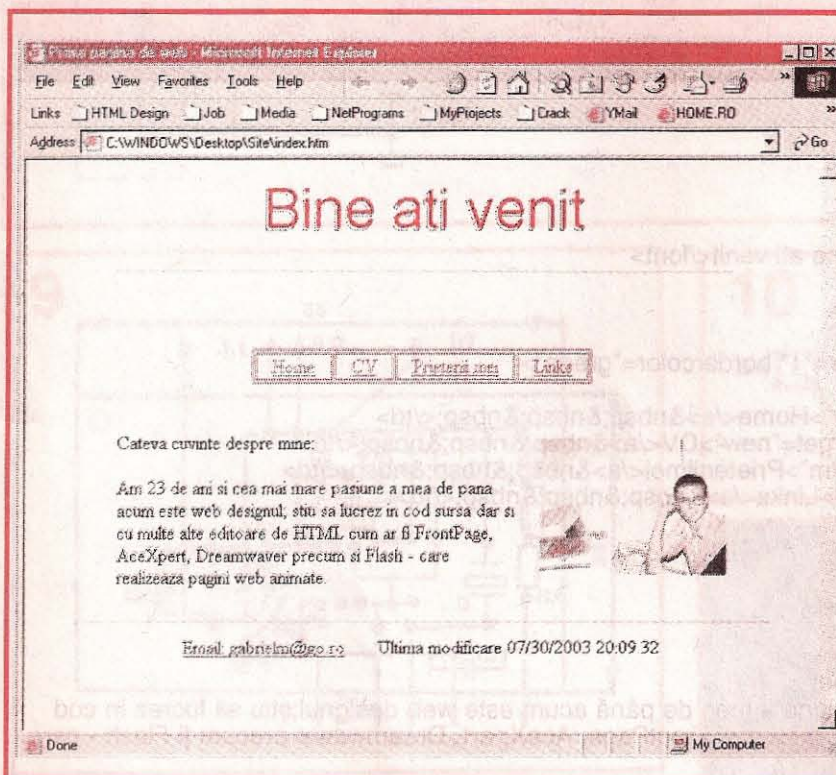 Prima pagina de web - Microsoft Internet Explorer
File Edit View Favorites Tools Help »
Links HTML Design Job Media NetPrograms MyProjects Crack YMail HOME.RO
Address C:\WINDOWS\Desktop\Site\index.htm Go
Bine ati venit
Home CV Prietenii mei Links
Cateva cuvinte despre mine:
Am 23 de ani si cea mai mare pasiune a mea de pana
acum este web designul, stiu sa lucrez in cod sursa dar si
cu multe alte editoare de HTML cum ar fi FrontPage,
AceXpert, Dreamwaver precum si Flash - care
realizeaza pagini web animate.
Email: gabrielm@go.ro Ultima modificare 07/30/2003 20:09:32
Done My Computer